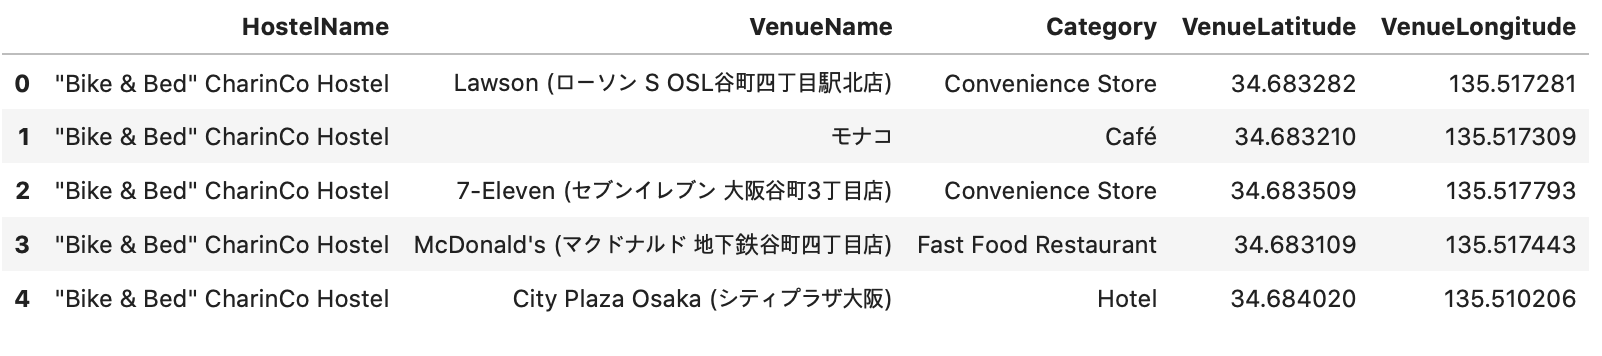 HostelName VenueName Category VenueLatitude VenueLongitude
0 "Bike & Bed" CharinCo Hostel Lawson (ローソン S OSL谷町四丁目駅北店) Convenience Store 34.683282 135.517281
1 "Bike & Bed" CharinCo Hostel モナコ Café 34.683210 135.517309
2 "Bike & Bed" CharinCo Hostel 7-Eleven (セブンイレブン 大阪谷町3丁目店) Convenience Store 34.683509 135.517793
3 "Bike & Bed" CharinCo Hostel McDonald's (マクドナルド 地下鉄谷町四丁目店) Fast Food Restaurant 34.683109 135.517443
4 "Bike & Bed" CharinCo Hostel City Plaza Osaka (シティプラザ大阪) Hotel 34.684020 135.510206